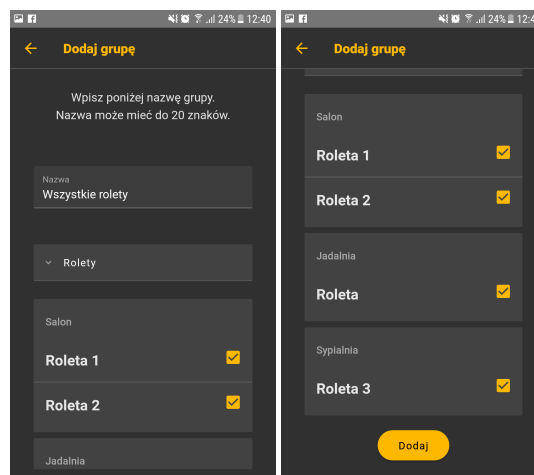 24% 12:40
Dodaj grupę
Wpisz poniżej nazwę grupy.
Nazwa może mieć do 20 znaków.
Nazwa
Wszystkie rolety
Rolety
Salon
Roleta 1
Roleta 2
Jadalnia
24% 12:4
Dodaj grupę
Salon
Roleta 1
Roleta 2
Jadalnia
Roleta
Sypialnia
Roleta 3
Dodaj